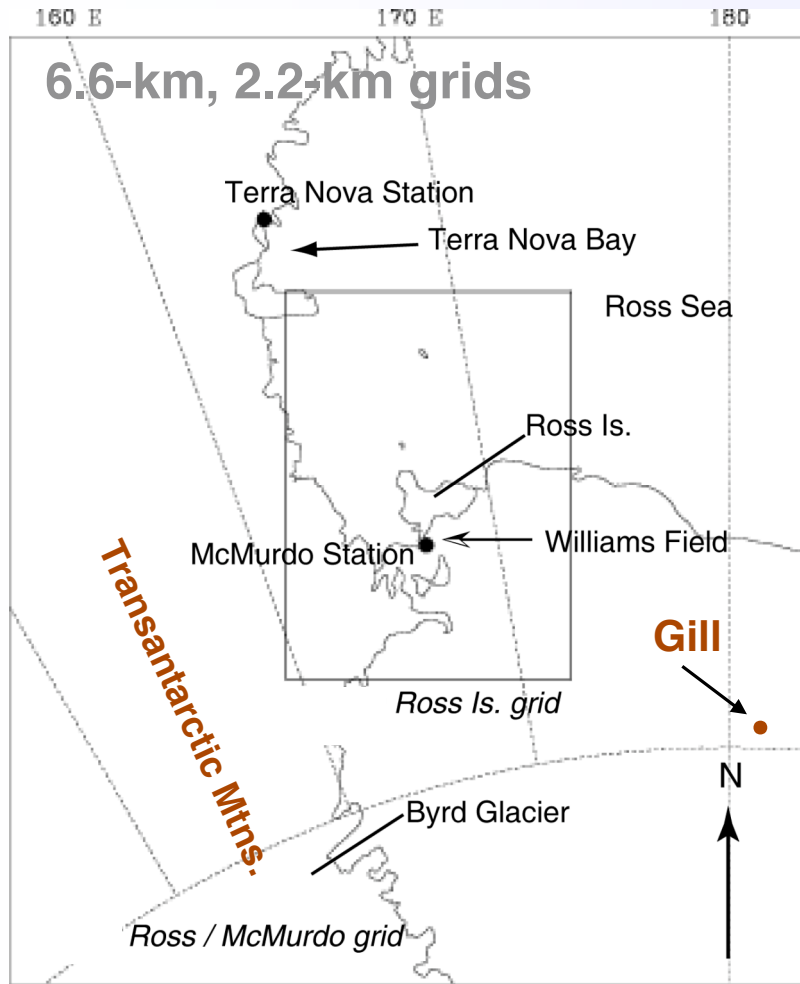 160 E
170 E
180
6.6-km, 2.2-km grids
Terra Nova Station
Terra Nova Bay
Ross Sea
Ross Is.
McMurdo Station
Williams Field
Transantarctic Mtns.
Gill
Ross Is. grid
N
Byrd Glacier
Ross / McMurdo grid